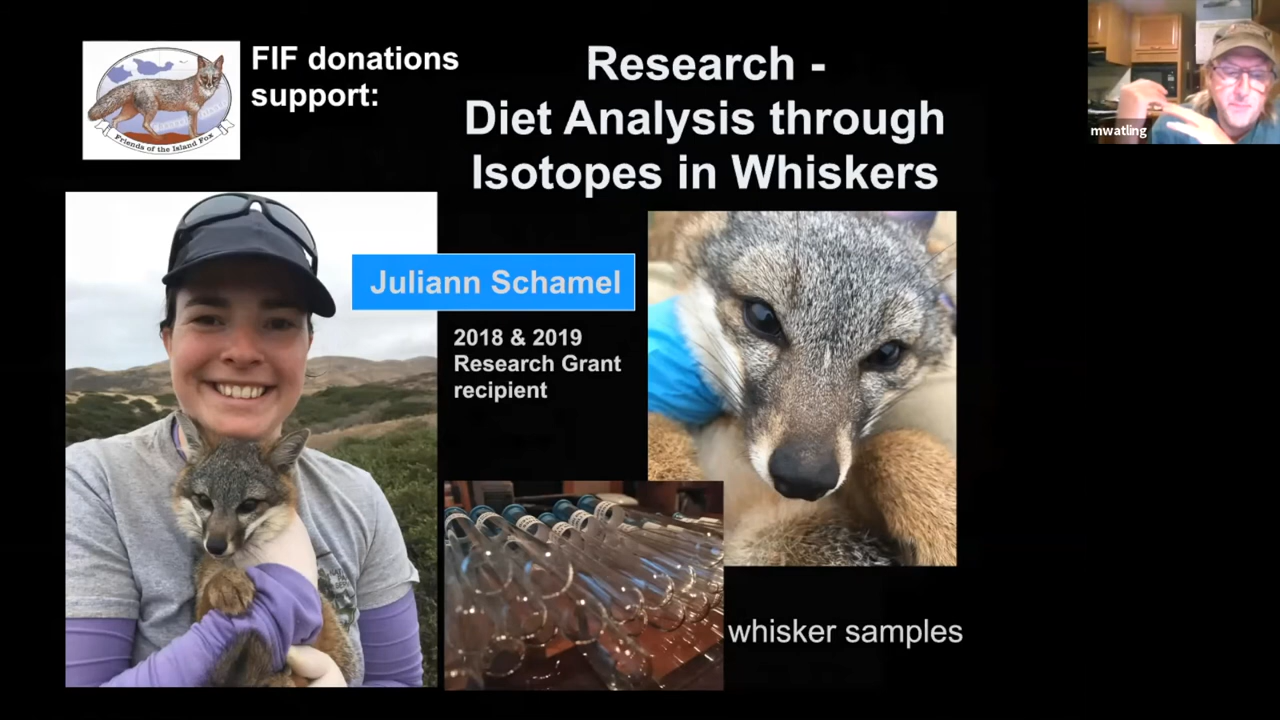 FIF donations
support:
Research -
Diet Analysis through
Isotopes in Whiskers
mwatling
Friends of the Island Fox
Juliann Schamel
2018 & 2019
Research Grant
recipient
whisker samples